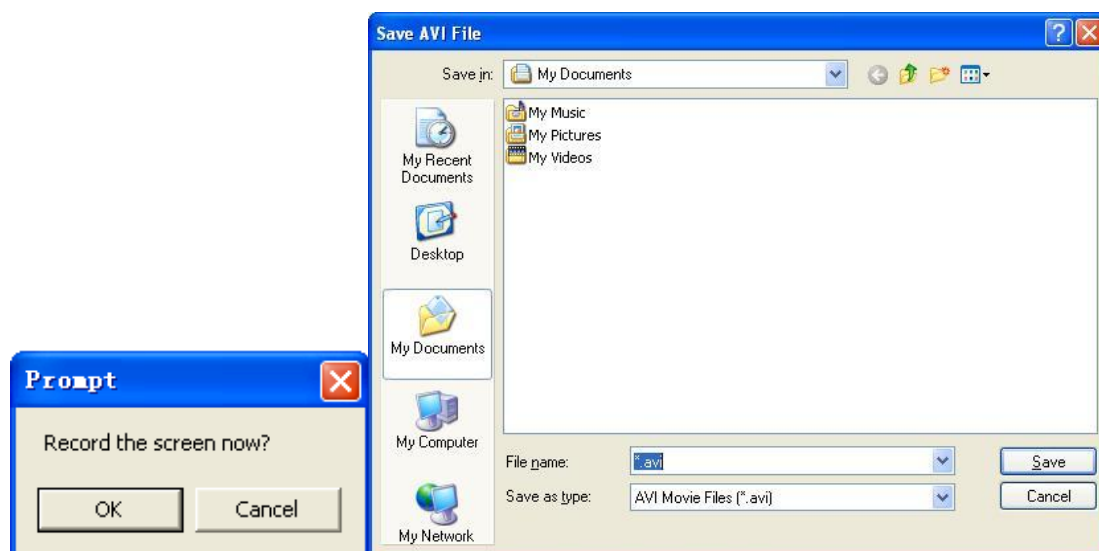 Prompt
Record the screen now?
OK
Cancel
Save AVI File
Save in:
My Documents
My Recent
Documents
Desktop
My Documents
My Computer
My Network
My Music
My Pictures
My Videos
File name:
*.avi
Save
Save as type:
AVI Movie Files (*.avi)
Cancel